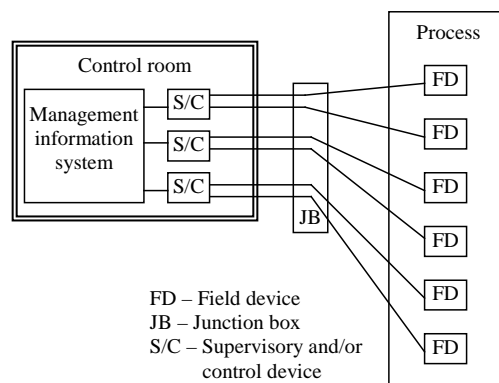 Process
Control room
Management
information
system
S/C
S/C
S/C
FD
FD
FD
FD
FD
FD
JB
FD – Field device
JB – Junction box
S/C – Supervisory and/or
control device